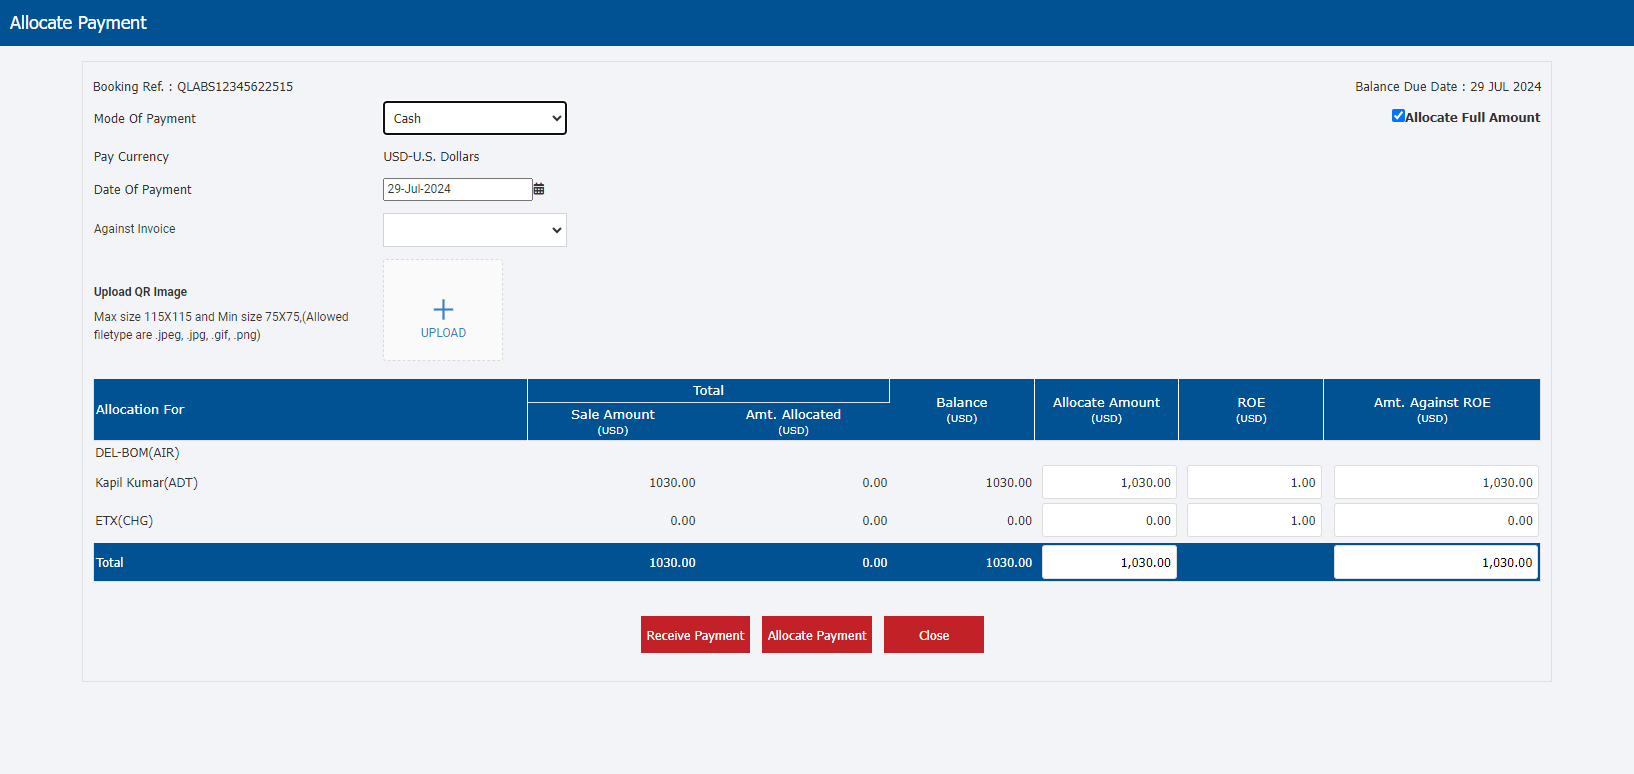 Allocate Payment
Booking Ref. : QLABS12345622515
Balance Due Date : 29 JUL 2024
Mode Of Payment
Cash
Allocate Full Amount
Pay Currency
USD-U.S. Dollars
Date Of Payment
29-Jul-2024
Against Invoice
Upload QR Image
Max size 115X115 and Min size 75X75,(Allowed
filetype are .jpeg, .jpg, .gif, .png)
UPLOAD
Allocation For
Total
Sale Amount
(USD)
Amt. Allocated
(USD)
Balance
(USD)
Allocate Amount
(USD)
ROE
(USD)
Amt. Against ROE
(USD)
DEL-BOM(AIR)
Kapil Kumar(ADT) 1030.00 0.00 1030.00 1,030.00 1.00 1,030.00
ETX(CHG) 0.00 0.00 0.00 0.00 1.00 0.00
Total 1030.00 0.00 1030.00 1,030.00 1,030.00
Receive Payment
Allocate Payment
Close